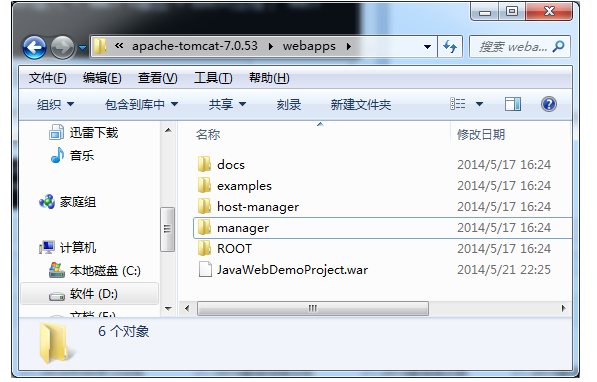 « apache-tomcat-7.0.53 ▸ webapps ▸ 搜索 weba...
文件(F) 编辑(E) 查看(V) 工具(T) 帮助(H)
组织 包含到库中 共享 刻录 新建文件夹
名称 修改日期
迅雷下载
音乐
家庭组
计算机
本地磁盘 (C:)
软件 (D:)
docs 2014/5/17 16:24
examples 2014/5/17 16:24
host-manager 2014/5/17 16:24
manager 2014/5/17 16:24
ROOT 2014/5/17 16:24
JavaWebDemoProject.war 2014/5/21 22:25
6 个对象